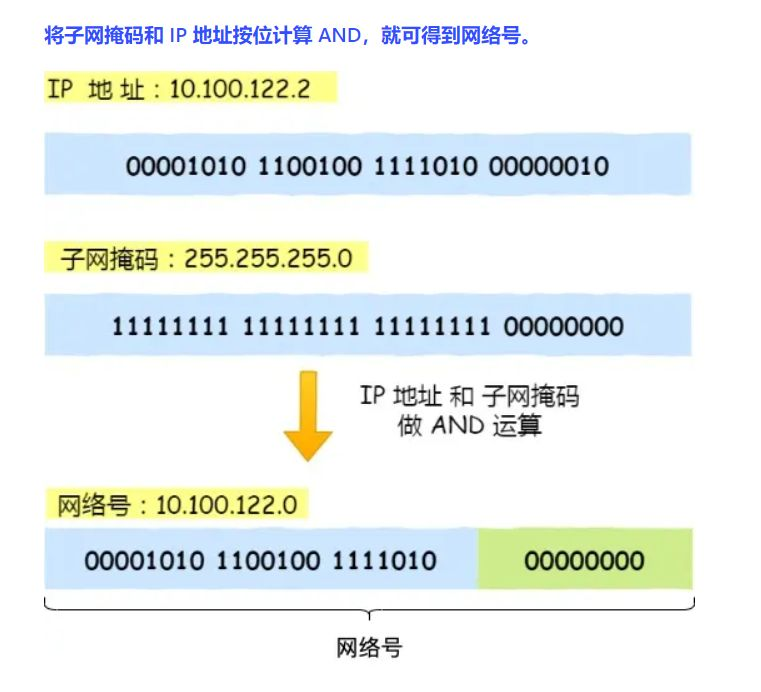 将子网掩码和 IP 地址按位计算 AND，就可得到网络号。
IP 地址：10.100.122.2
00001010 1100100 1111010 00000010
子网掩码：255.255.255.0
11111111 11111111 11111111 00000000
IP 地址 和 子网掩码
做 AND 运算
网络号：10.100.122.0
00001010 1100100 1111010 00000000
网络号